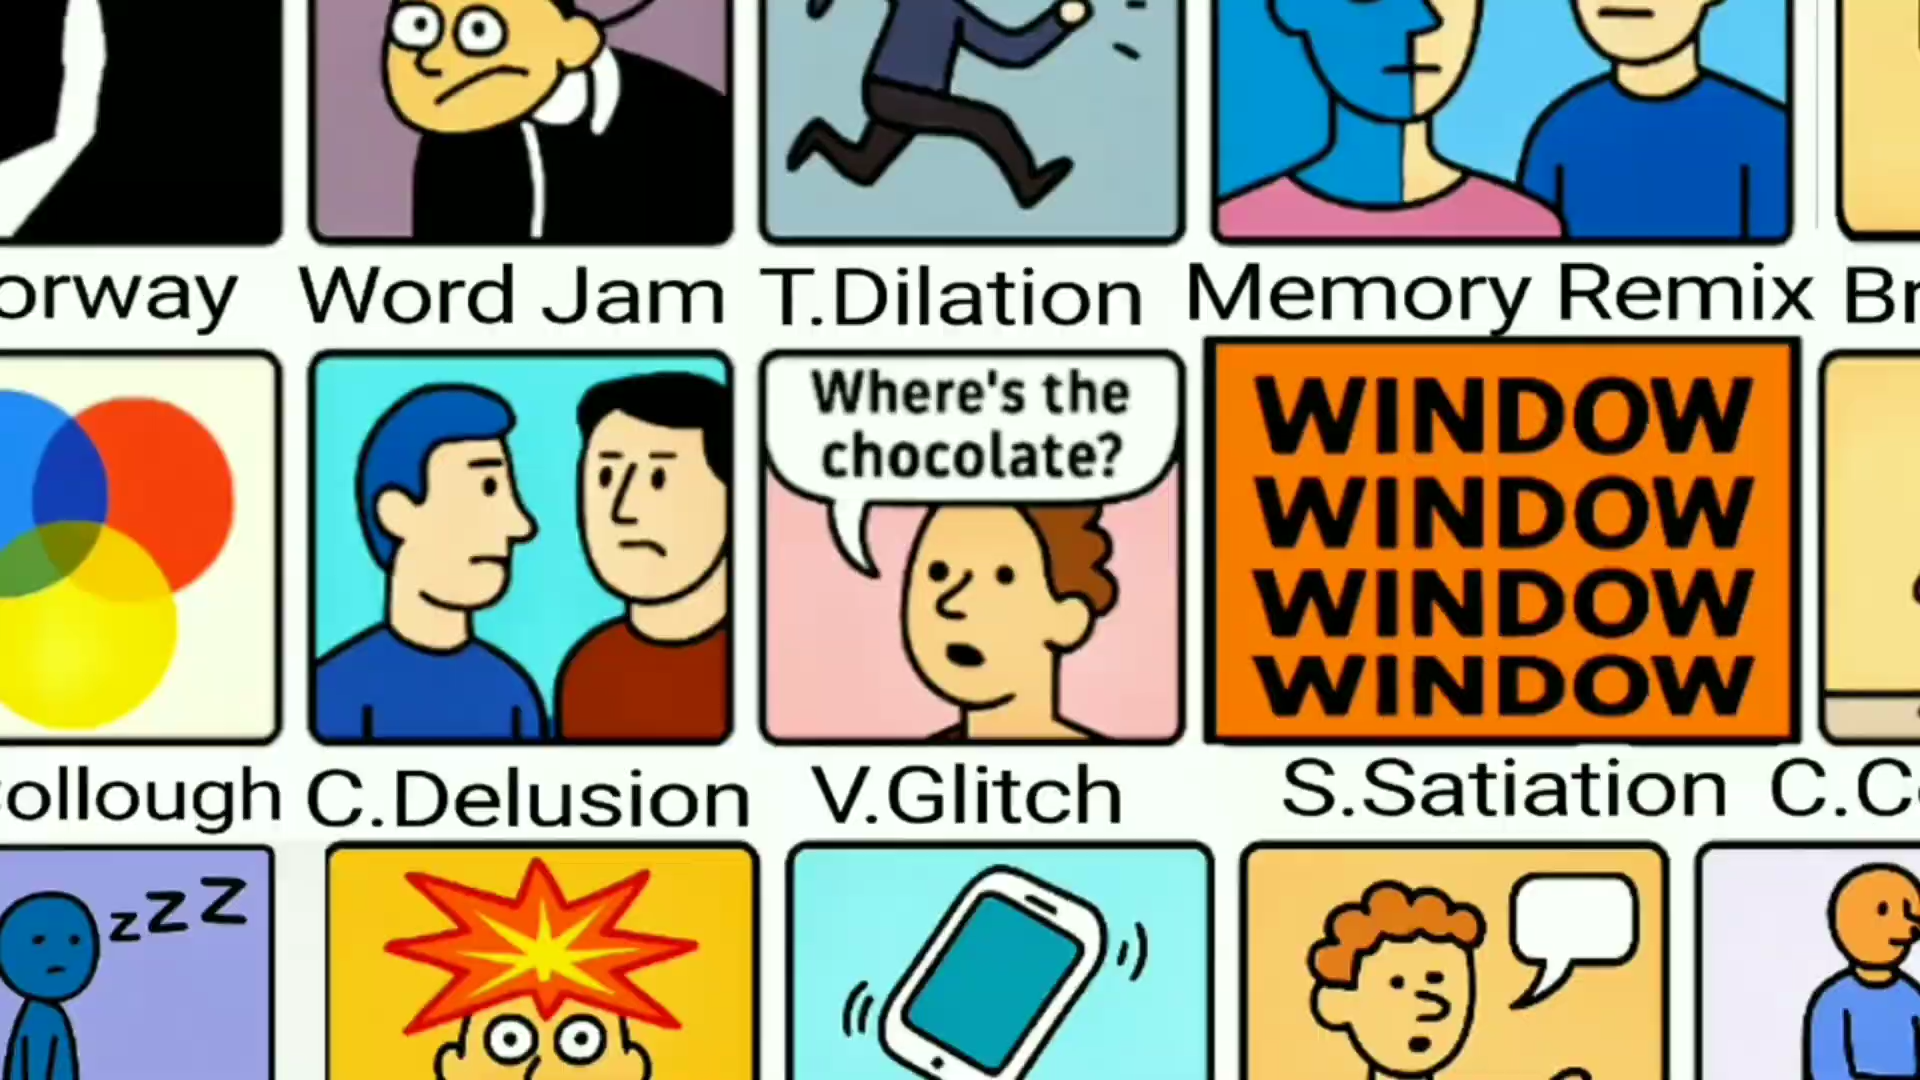 orway Word Jam T.Dilation Memory Remix Br
Where's the
chocolate?
WINDOW
WINDOW
WINDOW
WINDOW
ollough C.Delusion V.Glitch S.Satiation C.C
zZZ